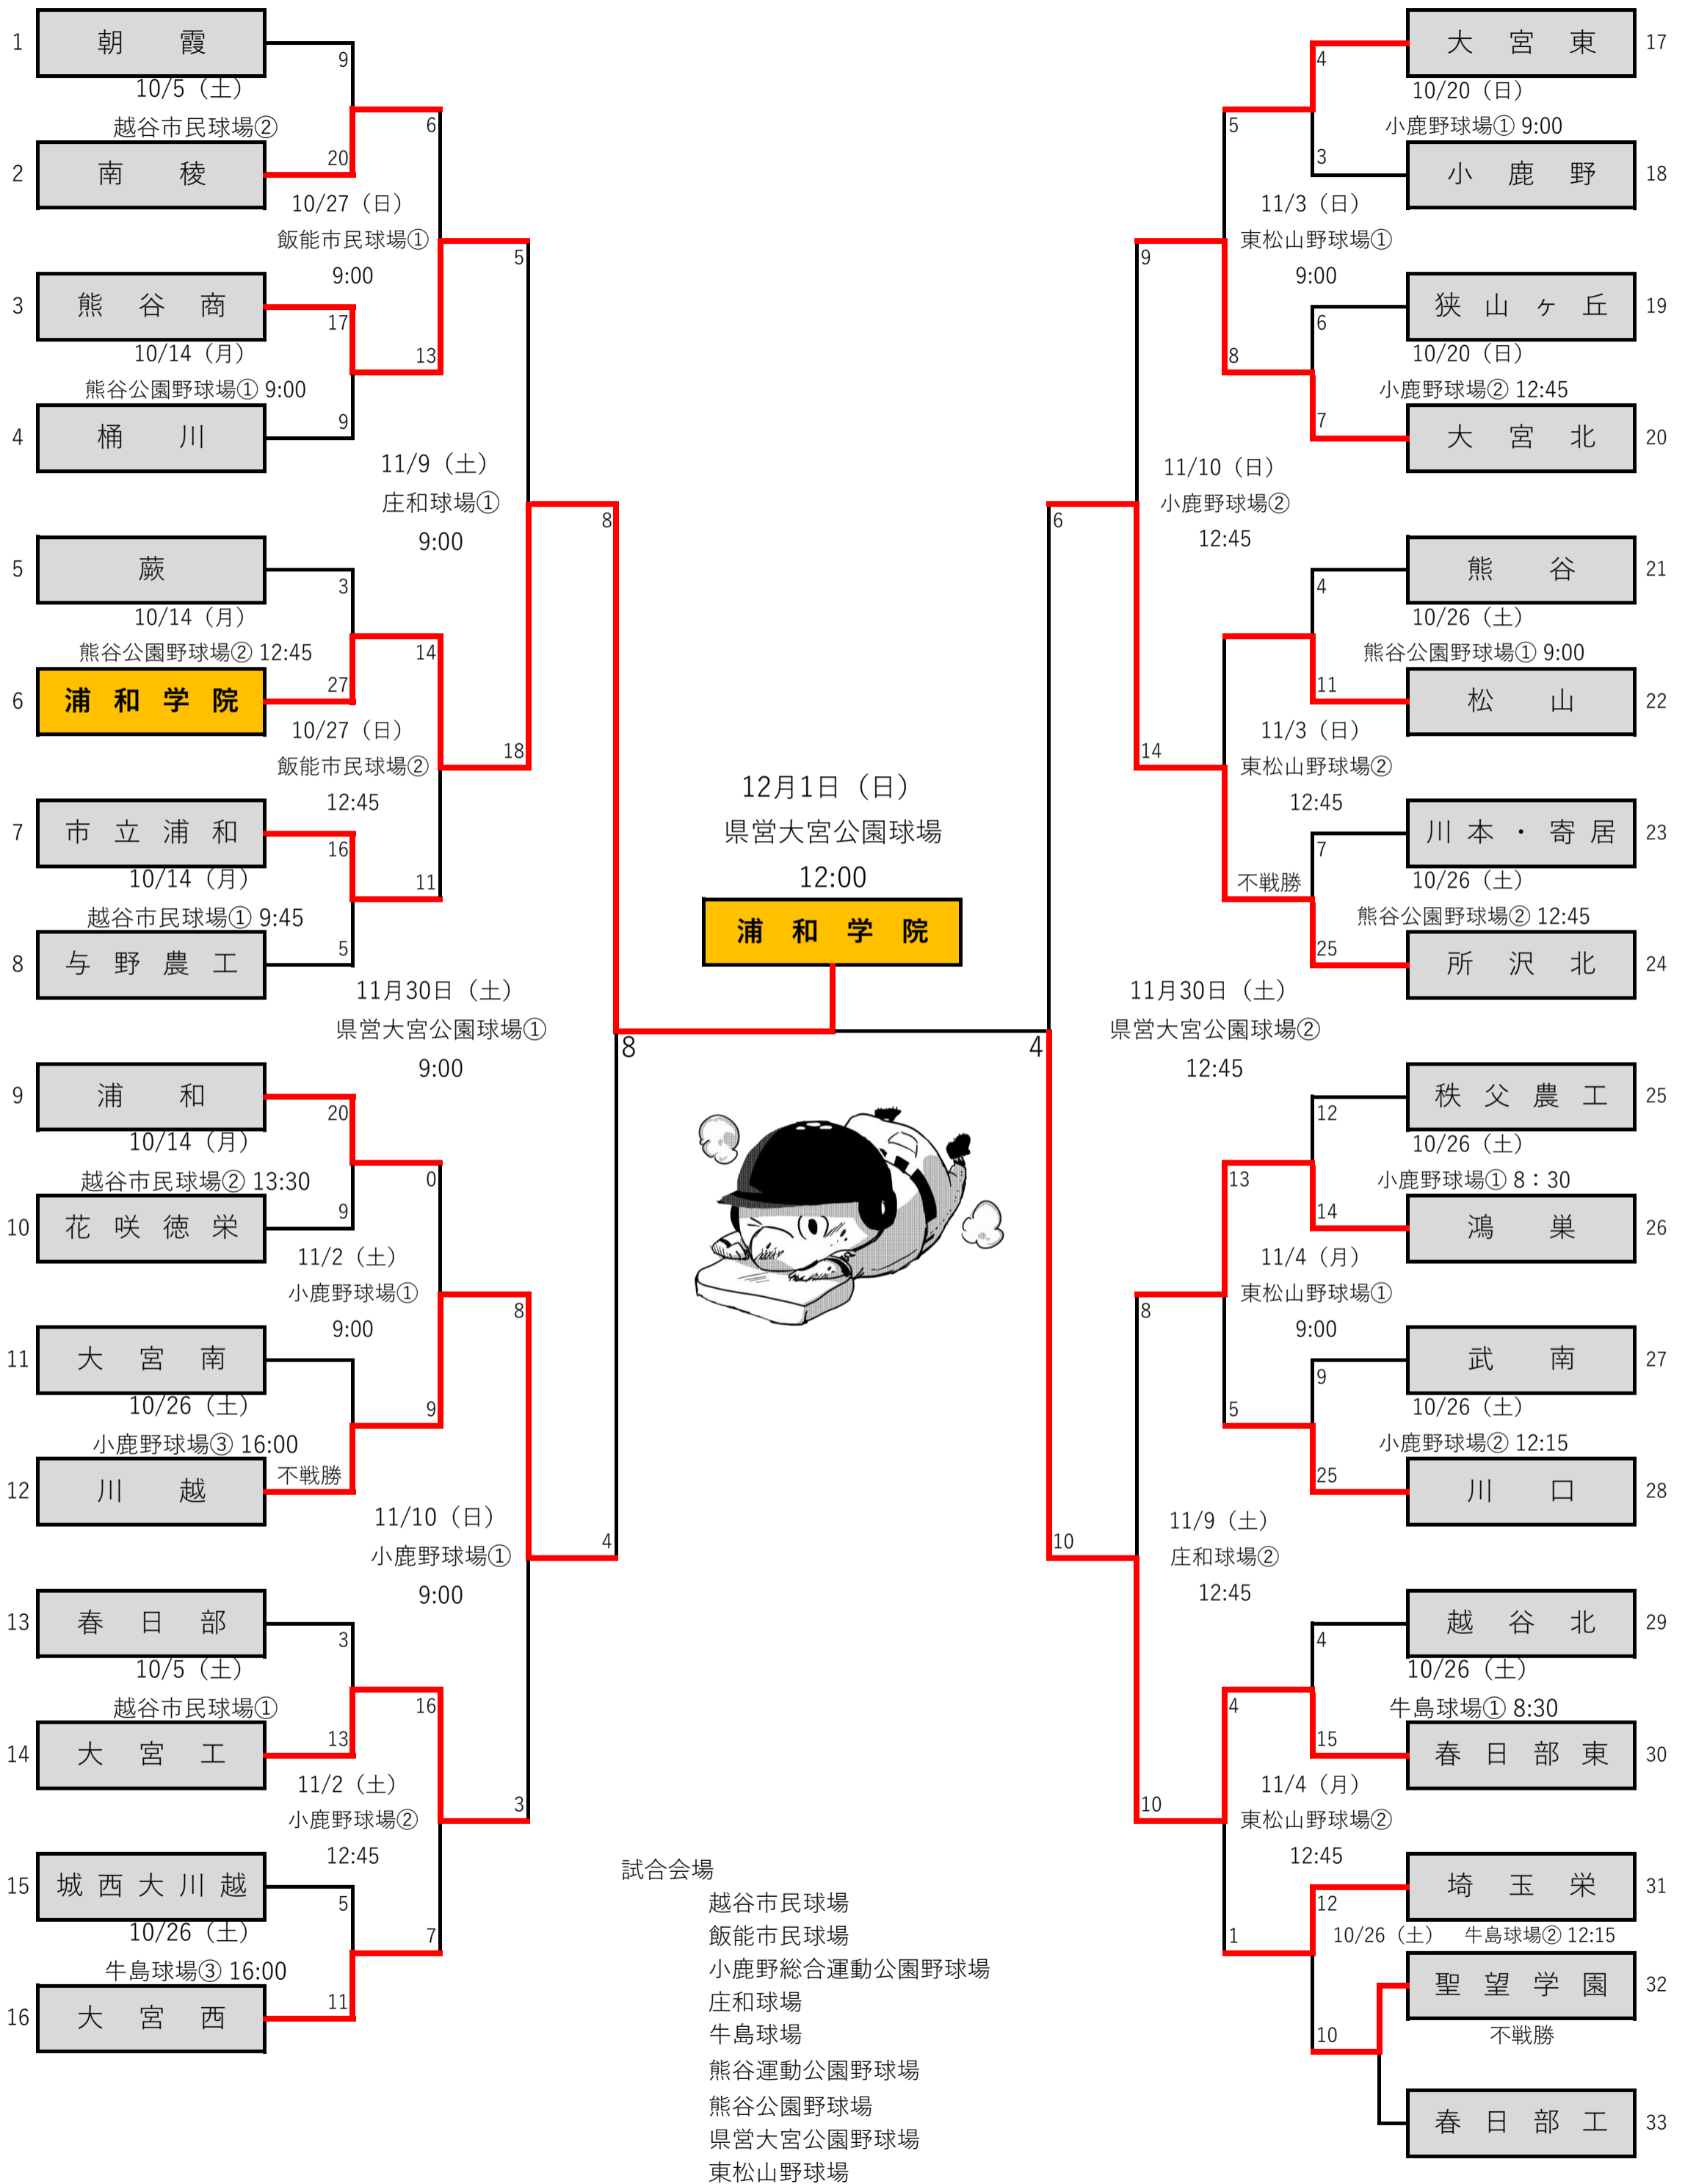 1 朝霞
9
10/5（土）
越谷市民球場②
6
20
2 南稜
10/27（日）
飯能市民球場①
9:00
5
3 熊谷商
17
10/14（月）
13
熊谷公園野球場① 9:00
9
4 桶川
11/9（土）
庄和球場①
9:00
8
5 蕨
3
10/14（月）
熊谷公園野球場② 12:45
14
27
6 浦和学院
10/27（日）
飯能市民球場②
12:45
18
7 市立浦和
16
10/14（月）
11
越谷市民球場① 9:45
5
8 与野農工
11月30日（土）
県営大宮公園球場①
9:00
9 浦和
20
10/14（月）
越谷市民球場② 13:30
0
9
10 花咲徳栄
11/2（土）
小鹿野球場①
9:00
8
11 大宮南
10/26（土）
9
小鹿野球場③ 16:00
不戦勝
12 川越
11/10（日）
小鹿野球場①
9:00
4
13 春日部
3
10/5（土）
越谷市民球場①
16
13
14 大宮工
11/2（土）
小鹿野球場②
12:45
3
15 城西大川越
5
10/26（土）
7
牛島球場③ 16:00
11
16 大宮西
12月1日（日）
県営大宮公園球場
12:00
浦和学院
8
4
試合会場
越谷市民球場
飯能市民球場
小鹿野総合運動公園野球場
庄和球場
牛島球場
熊谷運動公園野球場
熊谷公園野球場
県営大宮公園野球場
東松山野球場
大宮東 17
4
10/20（日）
小鹿野球場① 9:00
5
3
小鹿野 18
11/3（日）
東松山野球場①
9:00
9
狭山ヶ丘 19
6
10/20（日）
8
小鹿野球場② 12:45
7
大宮北 20
11/10（日）
小鹿野球場②
12:45
6
熊谷 21
4
10/26（土）
熊谷公園野球場① 9:00
11
松山 22
11/3（日）
東松山野球場②
12:45
14
川本・寄居 23
7
10/26（土）
不戦勝
熊谷公園野球場② 12:45
25
所沢北 24
11月30日（土）
県営大宮公園球場②
12:45
秩父農工 25
12
10/26（土）
小鹿野球場① 8：30
13
14
鴻巣 26
11/4（月）
東松山野球場①
9:00
8
武南 27
9
10/26（土）
5
小鹿野球場② 12:15
25
川口 28
11/9（土）
庄和球場②
12:45
10
越谷北 29
4
10/26（土）
牛島球場① 8:30
4
15
春日部東 30
11/4（月）
東松山野球場②
12:45
10
埼玉栄 31
12
10/26（土） 牛島球場② 12:15
1
聖望学園 32
不戦勝
10
春日部工 33